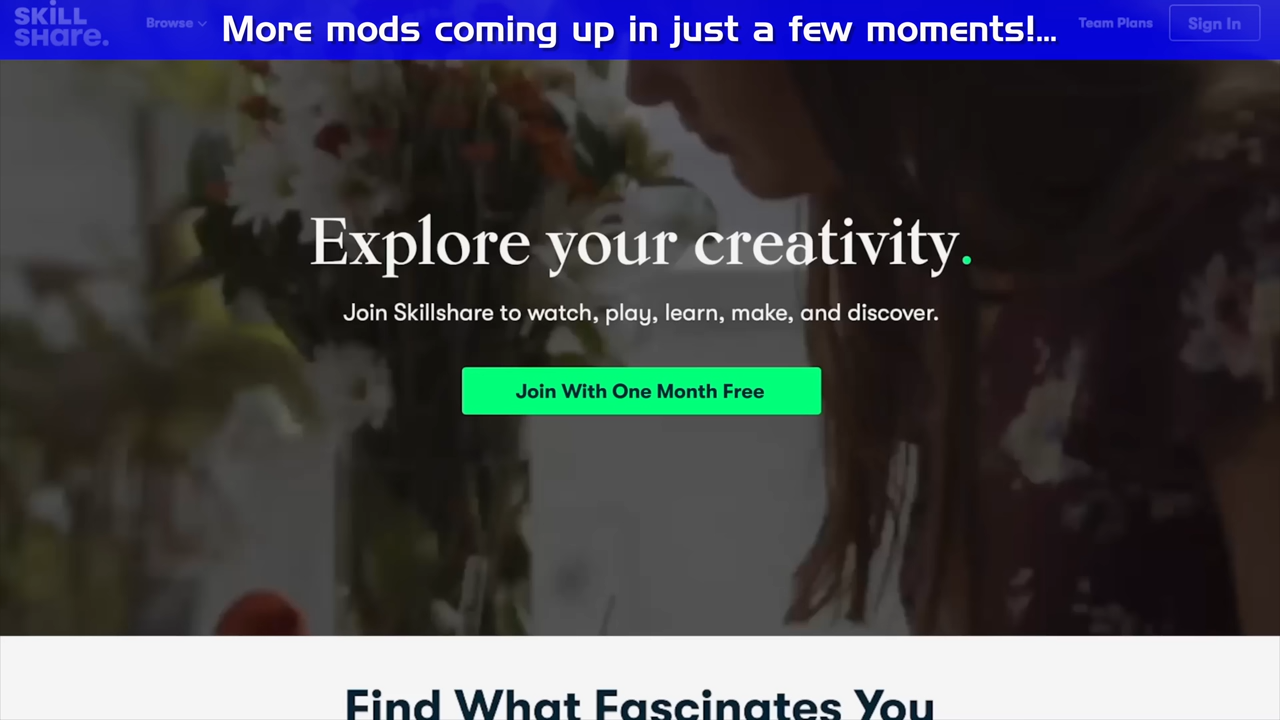 SKiLL
SHare.
Browse
More mods coming up in just a few moments!...
Team Plans
Sign In
Explore your creativity.
Join Skillshare to watch, play, learn, make, and discover.
Join With One Month Free
Find What Fascinates You